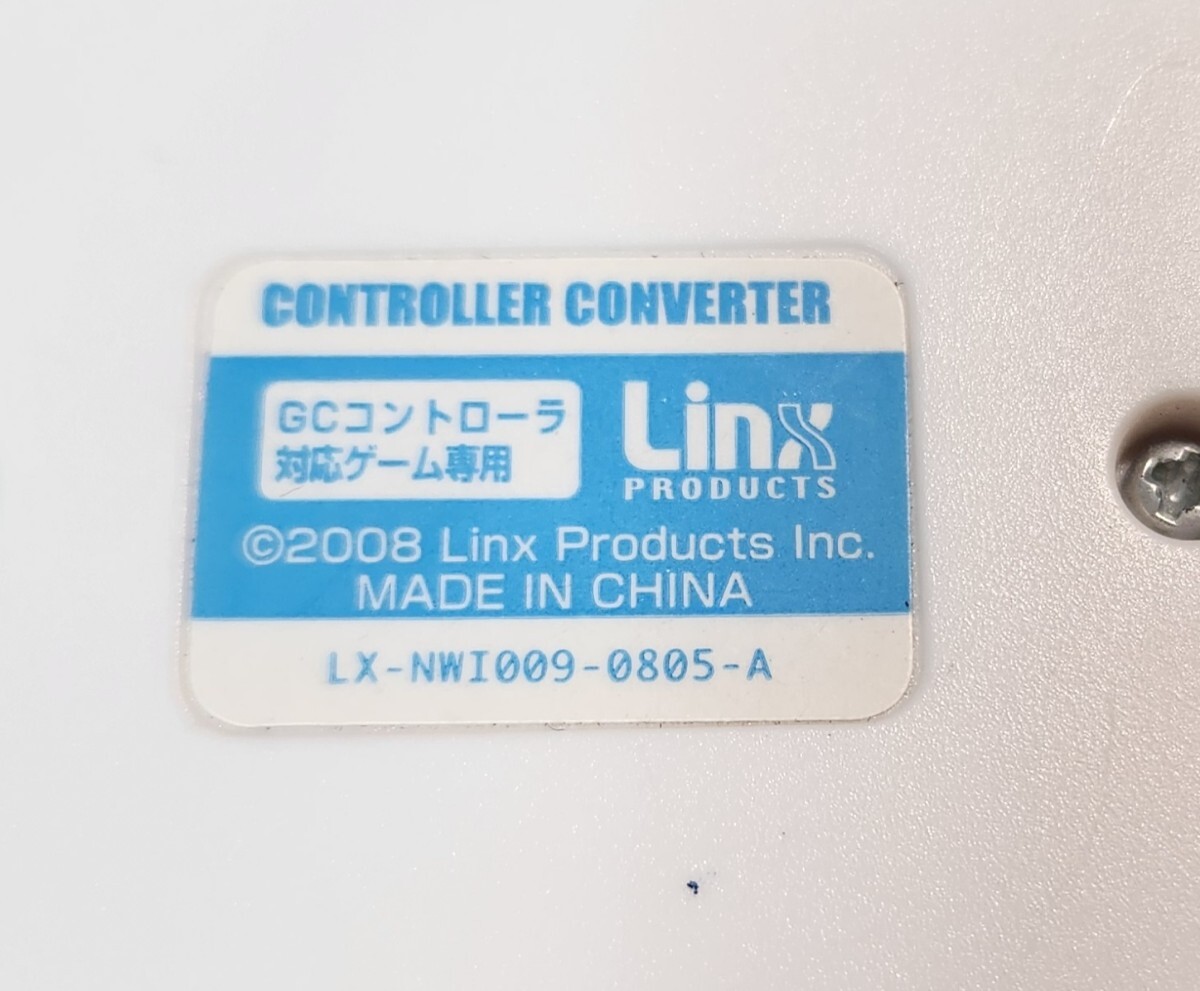 CONTROLLER CONVERTER
GCコントローラ
対応ゲーム専用
Linx
PRODUCTS
©2008 Linx Products Inc.
MADE IN CHINA
LX-NWI009-0805-A